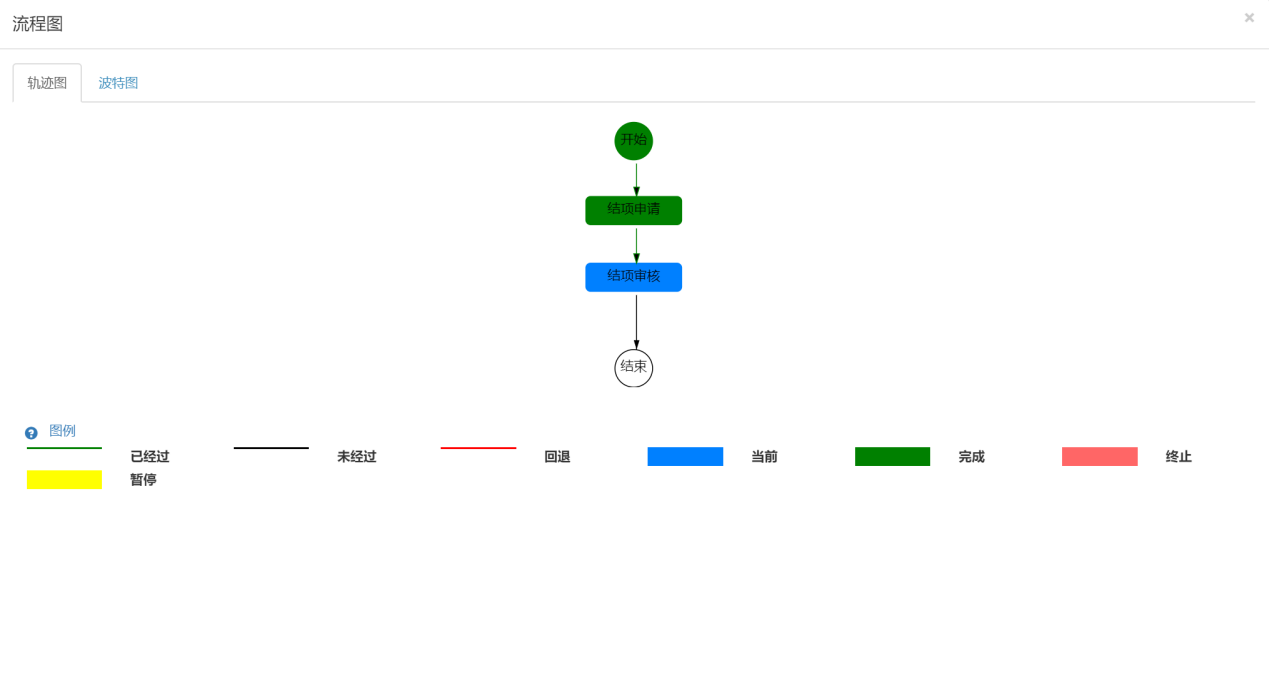 流程图
×
轨迹图 波特图
开始
结项申请
结项审核
结束
图例
已经过 未经过 回退 当前 完成 终止
暂停